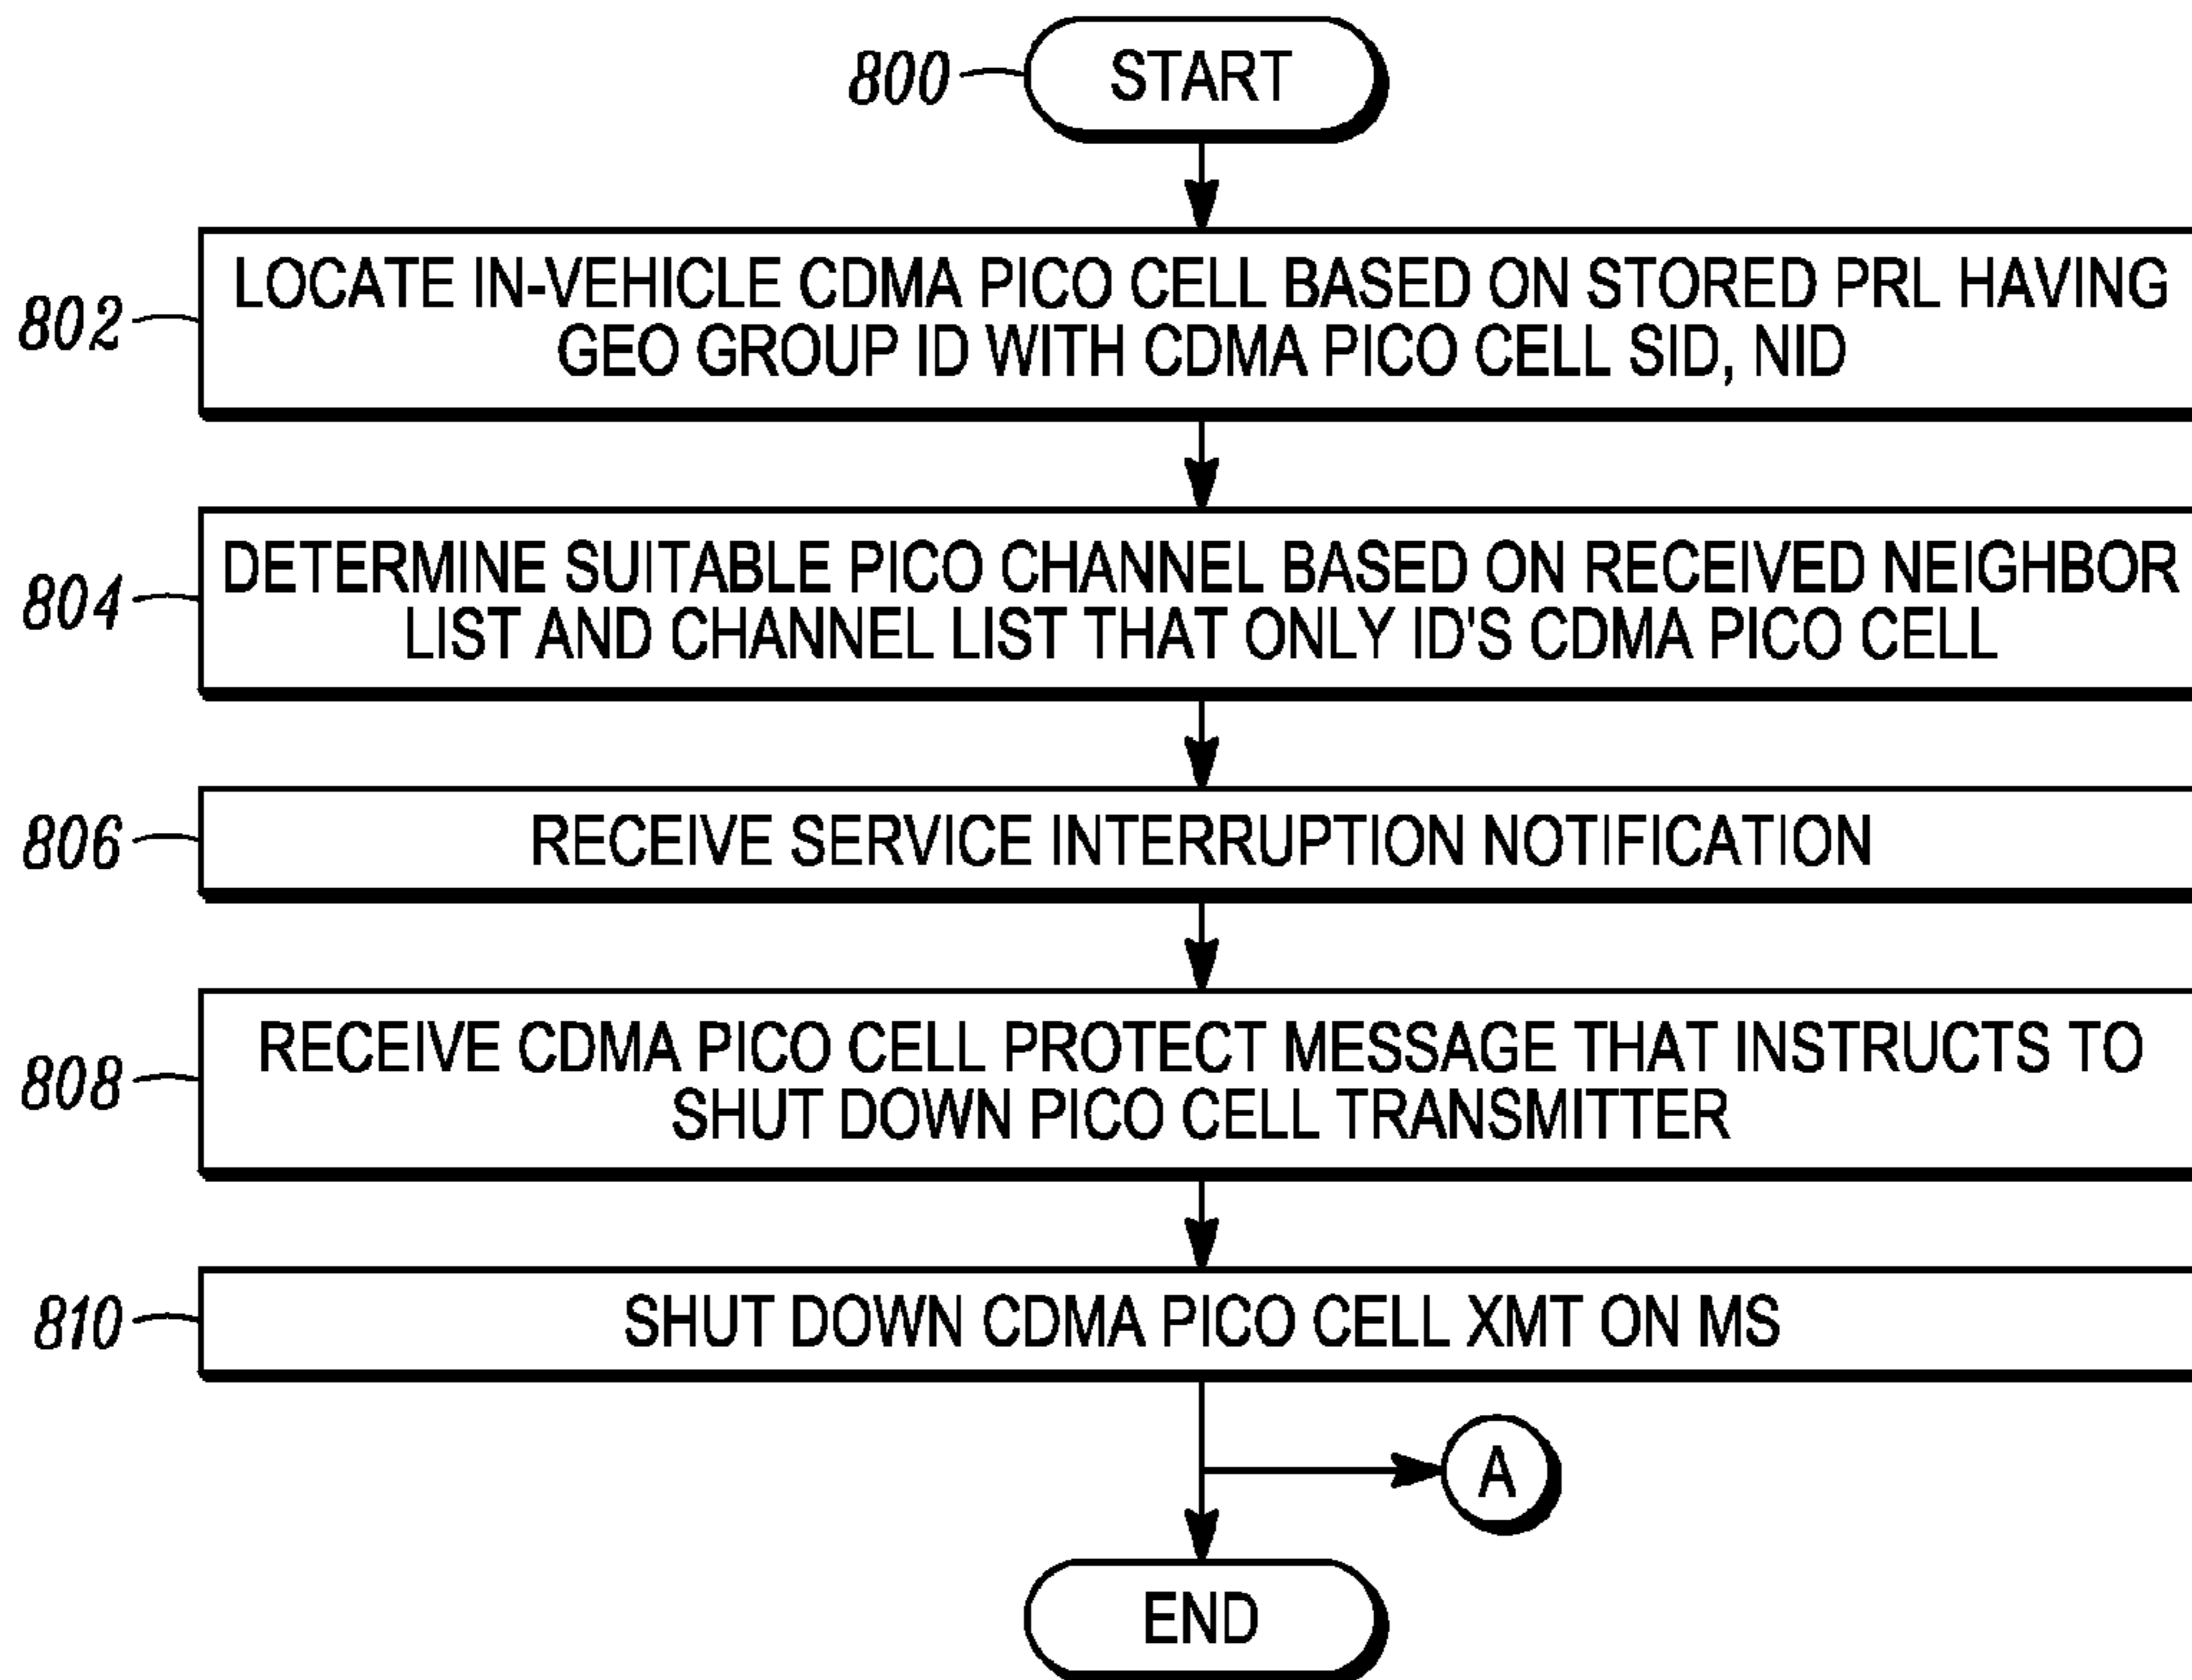 800
START
802
LOCATE IN-VEHICLE CDMA PICO CELL BASED ON STORED PRL HAVING
GEO GROUP ID WITH CDMA PICO CELL SID, NID
804
DETERMINE SUITABLE PICO CHANNEL BASED ON RECEIVED NEIGHBOR
LIST AND CHANNEL LIST THAT ONLY ID'S CDMA PICO CELL
806
RECEIVE SERVICE INTERRUPTION NOTIFICATION
808
RECEIVE CDMA PICO CELL PROTECT MESSAGE THAT INSTRUCTS TO
SHUT DOWN PICO CELL TRANSMITTER
810
SHUT DOWN CDMA PICO CELL XMT ON MS
A
END